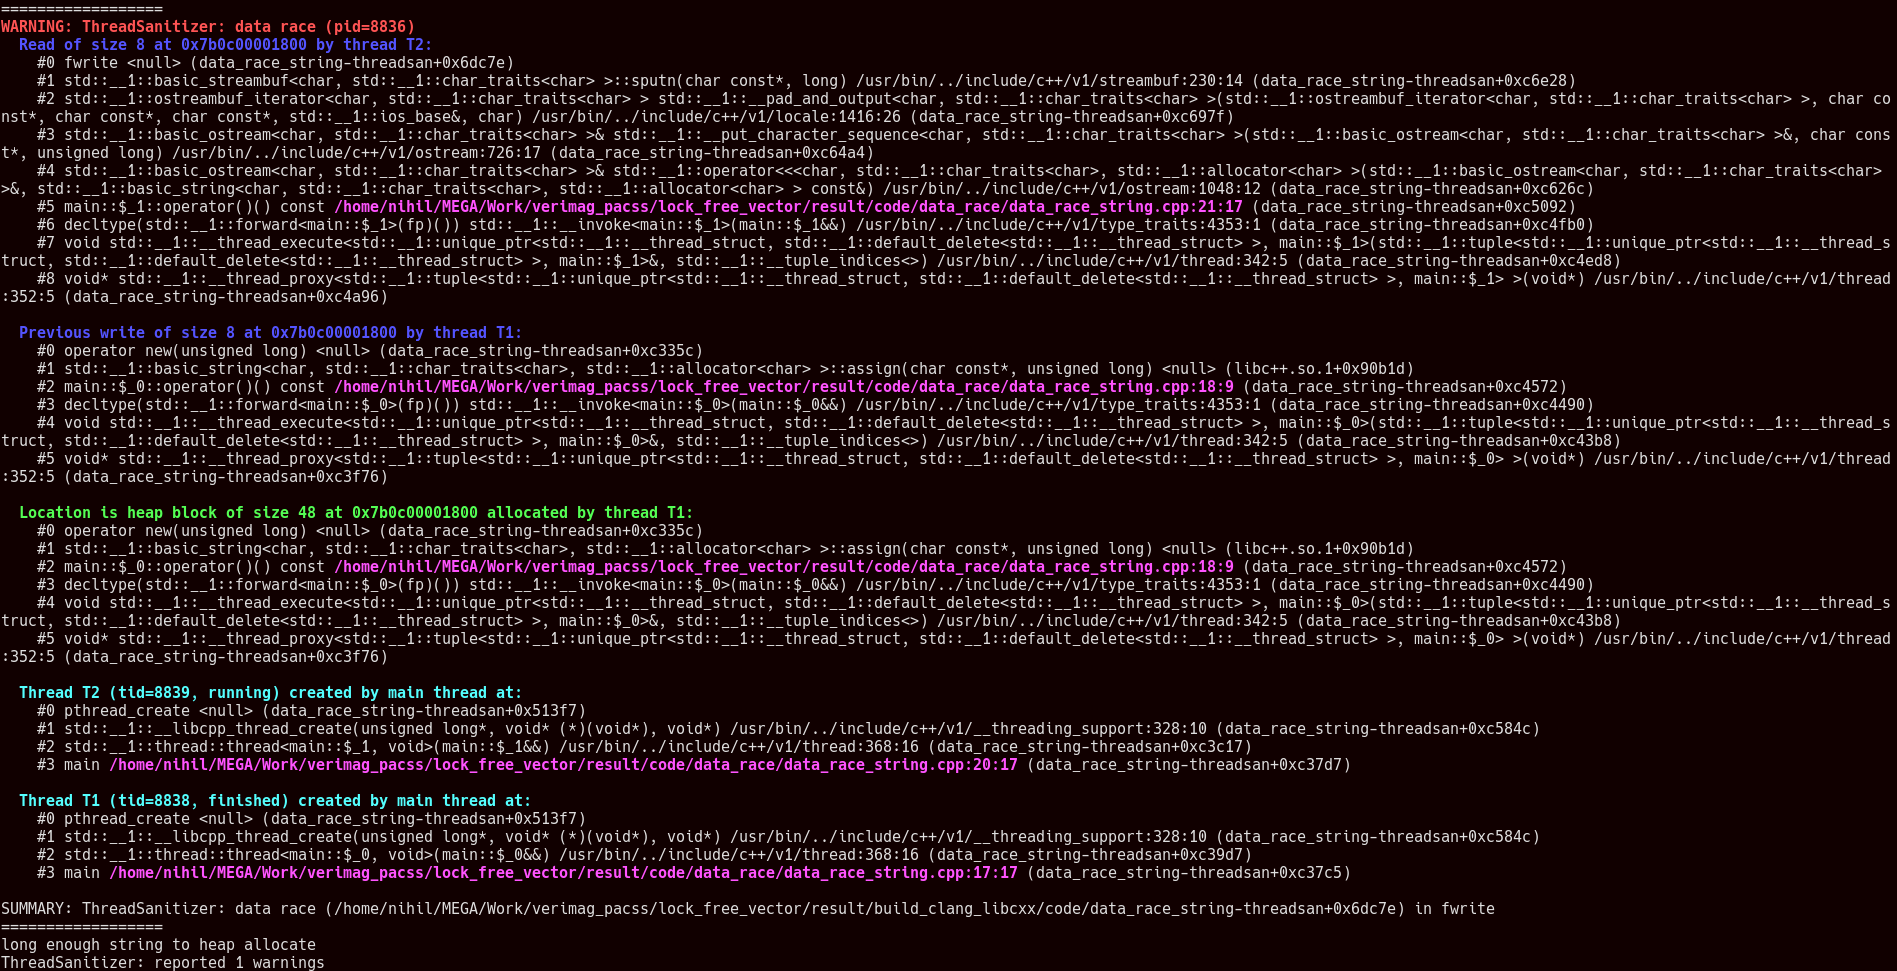 ==================
WARNING: ThreadSanitizer: data race (pid=8836)
  Read of size 8 at 0x7b0c00001800 by thread T2:
    #0 fwrite <null> (data_race_string-threadsan+0x6dc7e)
    #1 std::__1::basic_streambuf<char, std::__1::char_traits<char> >::sputn(char const*, long) /usr/bin/../include/c++/v1/streambuf:230:14 (data_race_string-threadsan+0xc6e28)
    #2 std::__1::ostreambuf_iterator<char, std::__1::char_traits<char> > std::__1::__pad_and_output<char, std::__1::char_traits<char> >(std::__1::ostreambuf_iterator<char, std::__1::char_traits<char> >, char co
nst*, char const*, char const*, std::__1::ios_base&, char) /usr/bin/../include/c++/v1/locale:1416:26 (data_race_string-threadsan+0xc697f)
    #3 std::__1::basic_ostream<char, std::__1::char_traits<char> >& std::__1::__put_character_sequence<char, std::__1::char_traits<char> >(std::__1::basic_ostream<char, std::__1::char_traits<char> >&, char cons
t*, unsigned long) /usr/bin/../include/c++/v1/ostream:726:17 (data_race_string-threadsan+0xc64a4)
    #4 std::__1::basic_ostream<char, std::__1::char_traits<char> >& std::__1::operator<<<char, std::__1::char_traits<char>, std::__1::allocator<char> >(std::__1::basic_ostream<char, std::__1::char_traits<char>
>&, std::__1::basic_string<char, std::__1::char_traits<char>, std::__1::allocator<char> > const&) /usr/bin/../include/c++/v1/ostream:1048:12 (data_race_string-threadsan+0xc626c)
    #5 main::$_1::operator()() const /home/nihil/MEGA/Work/verimag_pacss/lock_free_vector/result/code/data_race/data_race_string.cpp:21:17 (data_race_string-threadsan+0xc5092)
    #6 decltype(std::__1::forward<main::$_1>(fp)()) std::__1::__invoke<main::$_1>(main::$_1&&) /usr/bin/../include/c++/v1/type_traits:4353:1 (data_race_string-threadsan+0xc4fb0)
    #7 void std::__1::__thread_execute<std::__1::unique_ptr<std::__1::__thread_struct, std::__1::default_delete<std::__1::__thread_struct> >, main::$_1>(std::__1::tuple<std::__1::unique_ptr<std::__1::__thread_s
truct, std::__1::default_delete<std::__1::__thread_struct> >, main::$_1>&, std::__1::__tuple_indices<>) /usr/bin/../include/c++/v1/thread:342:5 (data_race_string-threadsan+0xc4ed8)
    #8 void* std::__1::__thread_proxy<std::__1::tuple<std::__1::unique_ptr<std::__1::__thread_struct, std::__1::default_delete<std::__1::__thread_struct> >, main::$_1> >(void*) /usr/bin/../include/c++/v1/thread
:352:5 (data_race_string-threadsan+0xc4a96)

  Previous write of size 8 at 0x7b0c00001800 by thread T1:
    #0 operator new(unsigned long) <null> (data_race_string-threadsan+0xc335c)
    #1 std::__1::basic_string<char, std::__1::char_traits<char>, std::__1::allocator<char> >::assign(char const*, unsigned long) <null> (libc++.so.1+0x90b1d)
    #2 main::$_0::operator()() const /home/nihil/MEGA/Work/verimag_pacss/lock_free_vector/result/code/data_race/data_race_string.cpp:18:9 (data_race_string-threadsan+0xc4572)
    #3 decltype(std::__1::forward<main::$_0>(fp)()) std::__1::__invoke<main::$_0>(main::$_0&&) /usr/bin/../include/c++/v1/type_traits:4353:1 (data_race_string-threadsan+0xc4490)
    #4 void std::__1::__thread_execute<std::__1::unique_ptr<std::__1::__thread_struct, std::__1::default_delete<std::__1::__thread_struct> >, main::$_0>(std::__1::tuple<std::__1::unique_ptr<std::__1::__thread_s
truct, std::__1::default_delete<std::__1::__thread_struct> >, main::$_0>&, std::__1::__tuple_indices<>) /usr/bin/../include/c++/v1/thread:342:5 (data_race_string-threadsan+0xc43b8)
    #5 void* std::__1::__thread_proxy<std::__1::tuple<std::__1::unique_ptr<std::__1::__thread_struct, std::__1::default_delete<std::__1::__thread_struct> >, main::$_0> >(void*) /usr/bin/../include/c++/v1/thread
:352:5 (data_race_string-threadsan+0xc3f76)

  Location is heap block of size 48 at 0x7b0c00001800 allocated by thread T1:
    #0 operator new(unsigned long) <null> (data_race_string-threadsan+0xc335c)
    #1 std::__1::basic_string<char, std::__1::char_traits<char>, std::__1::allocator<char> >::assign(char const*, unsigned long) <null> (libc++.so.1+0x90b1d)
    #2 main::$_0::operator()() const /home/nihil/MEGA/Work/verimag_pacss/lock_free_vector/result/code/data_race/data_race_string.cpp:18:9 (data_race_string-threadsan+0xc4572)
    #3 decltype(std::__1::forward<main::$_0>(fp)()) std::__1::__invoke<main::$_0>(main::$_0&&) /usr/bin/../include/c++/v1/type_traits:4353:1 (data_race_string-threadsan+0xc4490)
    #4 void std::__1::__thread_execute<std::__1::unique_ptr<std::__1::__thread_struct, std::__1::default_delete<std::__1::__thread_struct> >, main::$_0>(std::__1::tuple<std::__1::unique_ptr<std::__1::__thread_s
truct, std::__1::default_delete<std::__1::__thread_struct> >, main::$_0>&, std::__1::__tuple_indices<>) /usr/bin/../include/c++/v1/thread:342:5 (data_race_string-threadsan+0xc43b8)
    #5 void* std::__1::__thread_proxy<std::__1::tuple<std::__1::unique_ptr<std::__1::__thread_struct, std::__1::default_delete<std::__1::__thread_struct> >, main::$_0> >(void*) /usr/bin/../include/c++/v1/thread
:352:5 (data_race_string-threadsan+0xc3f76)

  Thread T2 (tid=8839, running) created by main thread at:
    #0 pthread_create <null> (data_race_string-threadsan+0x513f7)
    #1 std::__1::__libcpp_thread_create(unsigned long*, void* (*)(void*), void*) /usr/bin/../include/c++/v1/__threading_support:328:10 (data_race_string-threadsan+0xc584c)
    #2 std::__1::thread::thread<main::$_1, void>(main::$_1&&) /usr/bin/../include/c++/v1/thread:368:16 (data_race_string-threadsan+0xc3c17)
    #3 main /home/nihil/MEGA/Work/verimag_pacss/lock_free_vector/result/code/data_race/data_race_string.cpp:20:17 (data_race_string-threadsan+0xc37d7)

  Thread T1 (tid=8838, finished) created by main thread at:
    #0 pthread_create <null> (data_race_string-threadsan+0x513f7)
    #1 std::__1::__libcpp_thread_create(unsigned long*, void* (*)(void*), void*) /usr/bin/../include/c++/v1/__threading_support:328:10 (data_race_string-threadsan+0xc584c)
    #2 std::__1::thread::thread<main::$_0, void>(main::$_0&&) /usr/bin/../include/c++/v1/thread:368:16 (data_race_string-threadsan+0xc39d7)
    #3 main /home/nihil/MEGA/Work/verimag_pacss/lock_free_vector/result/code/data_race/data_race_string.cpp:17:17 (data_race_string-threadsan+0xc37c5)

SUMMARY: ThreadSanitizer: data race (/home/nihil/MEGA/Work/verimag_pacss/lock_free_vector/result/build_clang_libcxx/code/data_race_string-threadsan+0x6dc7e) in fwrite
==================
long enough string to heap allocate
ThreadSanitizer: reported 1 warnings